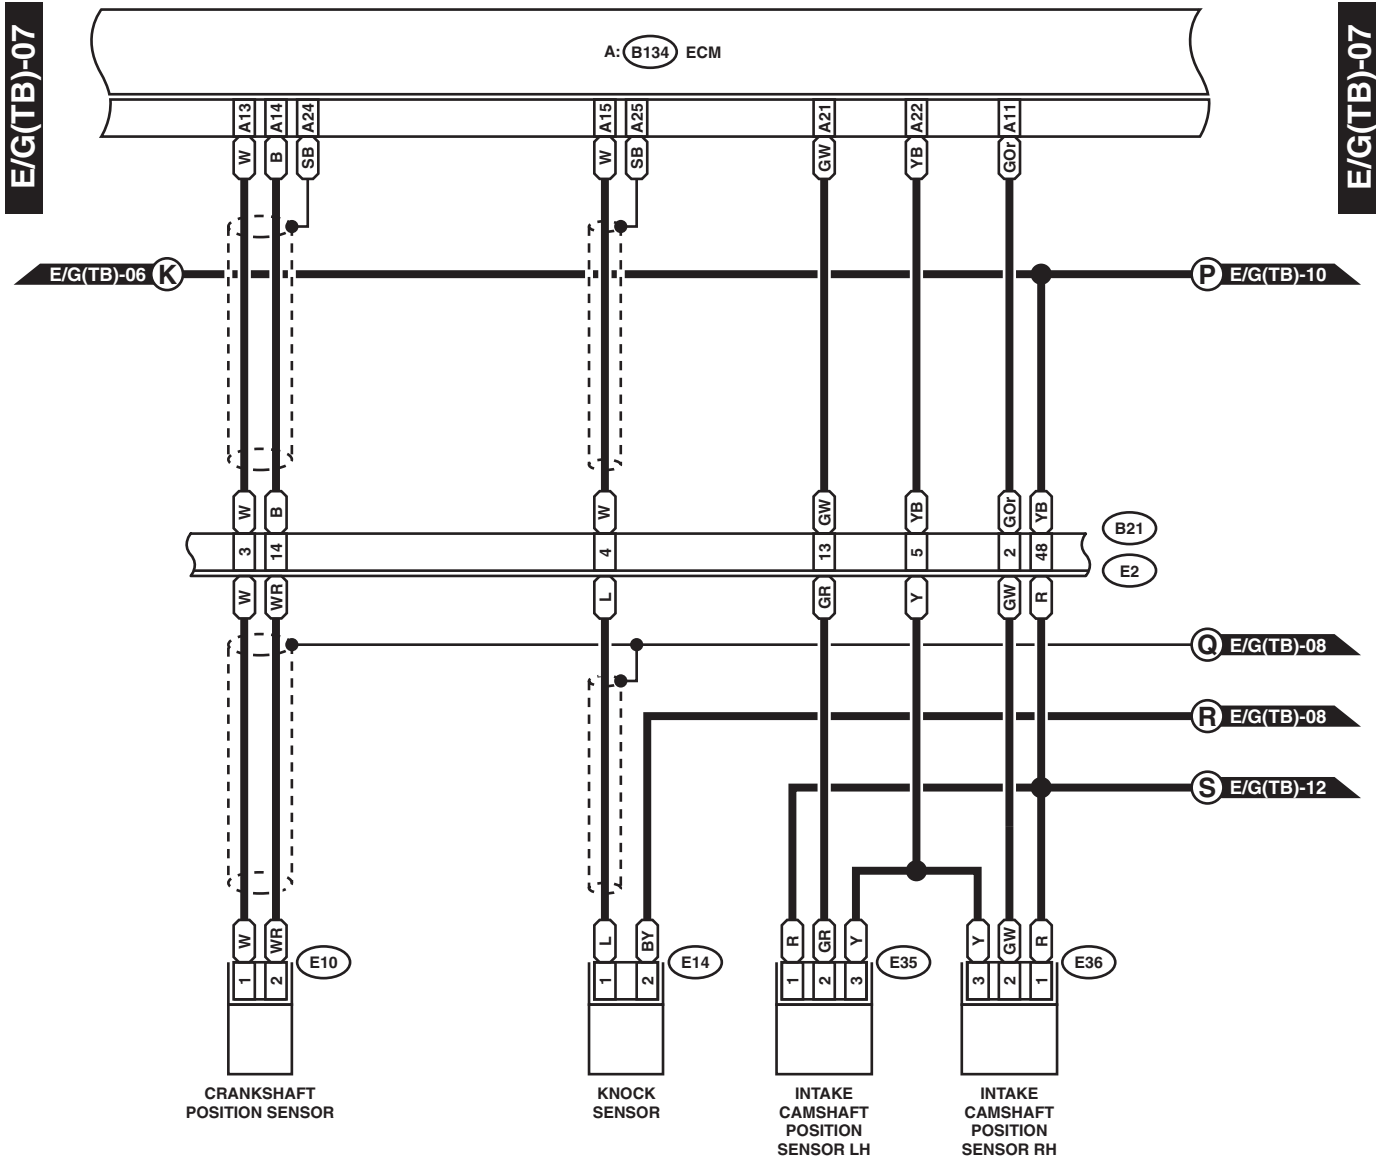 E/G(TB)-07
E/G(TB)-07
A: B134 ECM
A13 A14 A24 A15 A25 A21 A22 A11
W B SB W SB GW YB GOr
E/G(TB)-06 K
P E/G(TB)-10
W B W GW YB GOr YB
B21
3 14 4 13 5 2 48
E2
W WR L GR Y GW R
Q E/G(TB)-08
R E/G(TB)-08
S E/G(TB)-12
W WR L BY R GR Y Y GW R
E10 E14 E35 E36
1 2 1 2 1 2 3 3 2 1
CRANKSHAFT
POSITION SENSOR
KNOCK
SENSOR
INTAKE
CAMSHAFT
POSITION
SENSOR LH
INTAKE
CAMSHAFT
POSITION
SENSOR RH